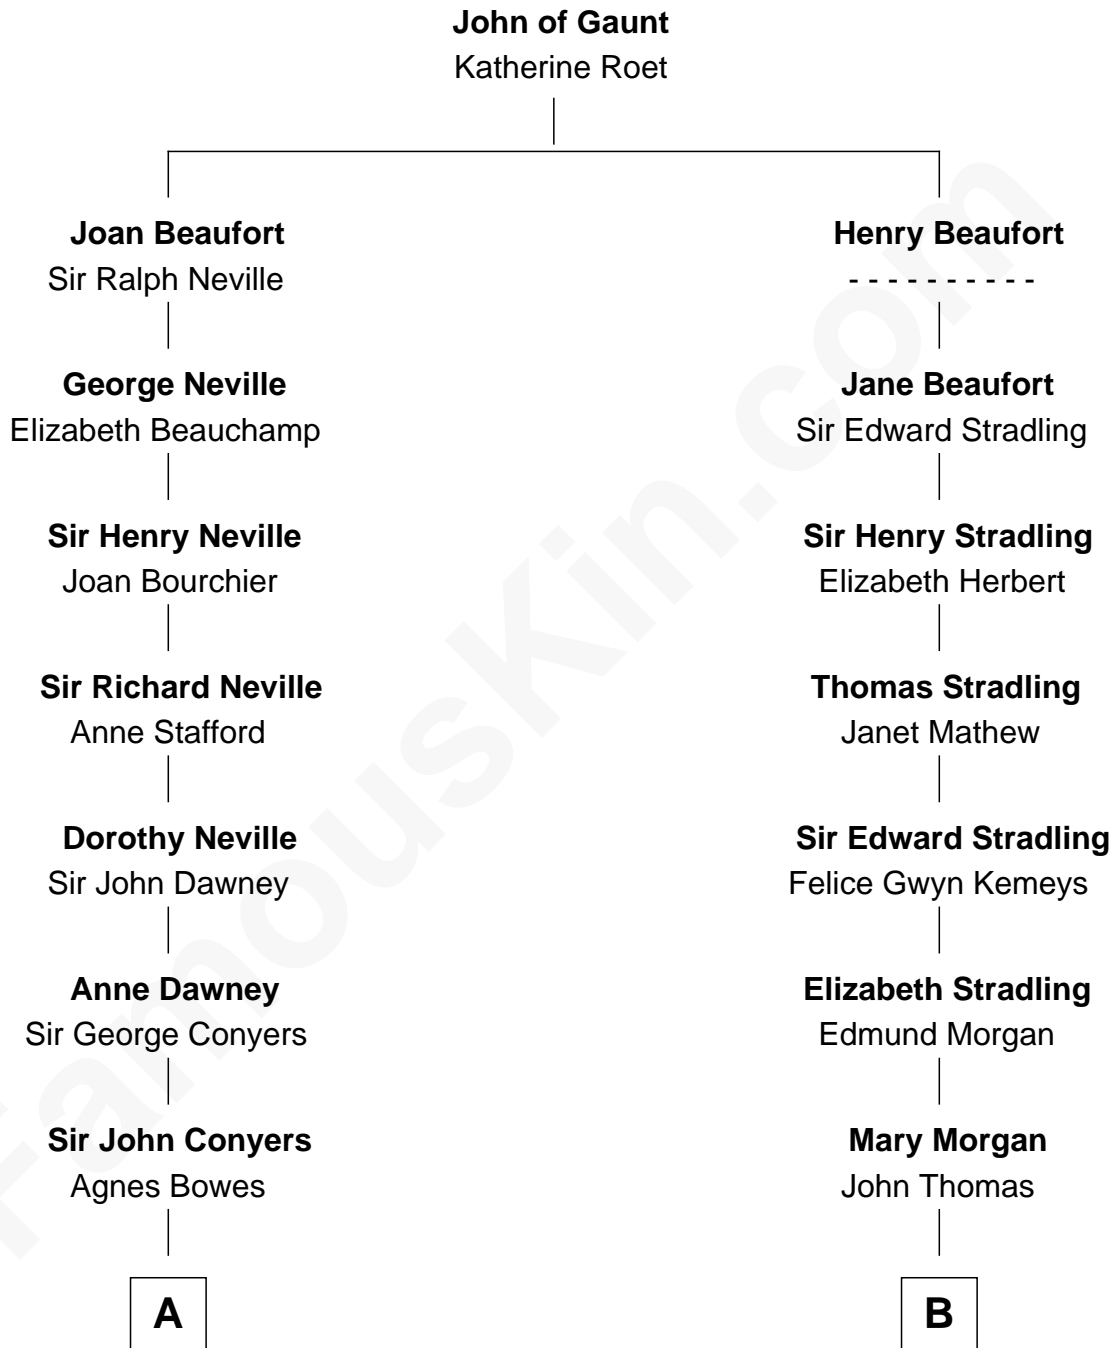 John of Gaunt
Katherine Roet
Joan Beaufort
Sir Ralph Neville
George Neville
Elizabeth Beauchamp
Sir Henry Neville
Joan Bourchier
Sir Richard Neville
Anne Stafford
Dorothy Neville
Sir John Dawney
Anne Dawney
Sir George Conyers
Sir John Conyers
Agnes Bowes
A
Henry Beaufort
- - - - - - - - - -
Jane Beaufort
Sir Edward Stradling
Sir Henry Stradling
Elizabeth Herbert
Thomas Stradling
Janet Mathew
Sir Edward Stradling
Felice Gwyn Kemeys
Elizabeth Stradling
Edmund Morgan
Mary Morgan
John Thomas
B
FamousKin.com